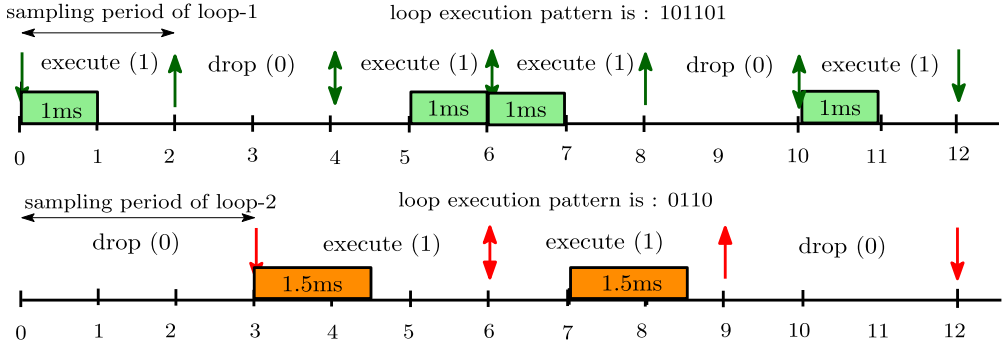 sampling period of loop-1
loop execution pattern is : 101101
execute (1) drop (0) execute (1) execute (1) drop (0) execute (1)
1ms 1ms 1ms 1ms
0 1 2 3 4 5 6 7 8 9 10 11 12
sampling period of loop-2
loop execution pattern is : 0110
drop (0) execute (1) execute (1) drop (0)
1.5ms 1.5ms
0 1 2 3 4 5 6 7 8 9 10 11 12